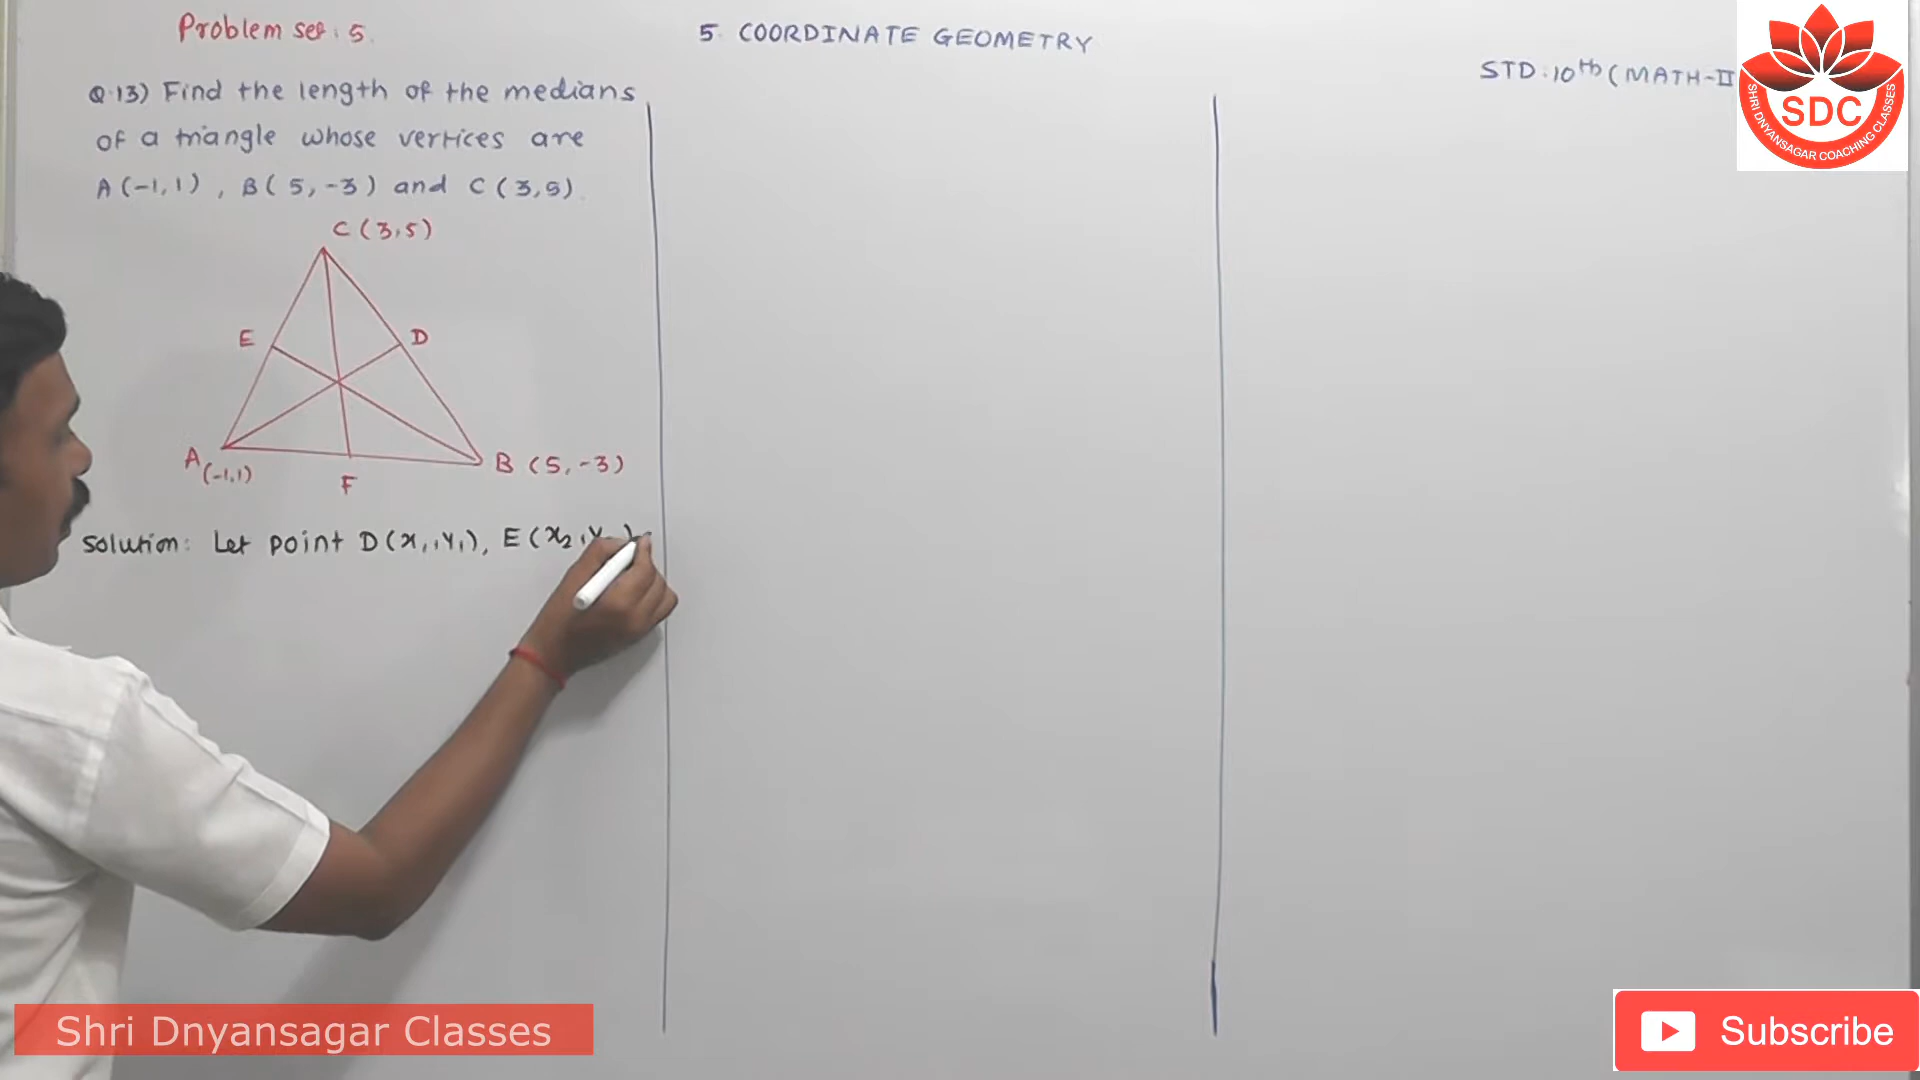 Problem set: 5.
5. COORDINATE GEOMETRY
STD: 10th (MATH-II
Q.13) Find the length of the medians
of a triangle whose vertices are
A(-1,1), B(5,-3) and C(3,5).
C(3,5)
E
D
A(-1,1)
B(5,-3)
F
Solution: Let point D(x₁,y₁), E(x₂,y
SDC
SHRI DNYANSAGAR COACHING CLASSES
Shri Dnyansagar Classes
Subscribe